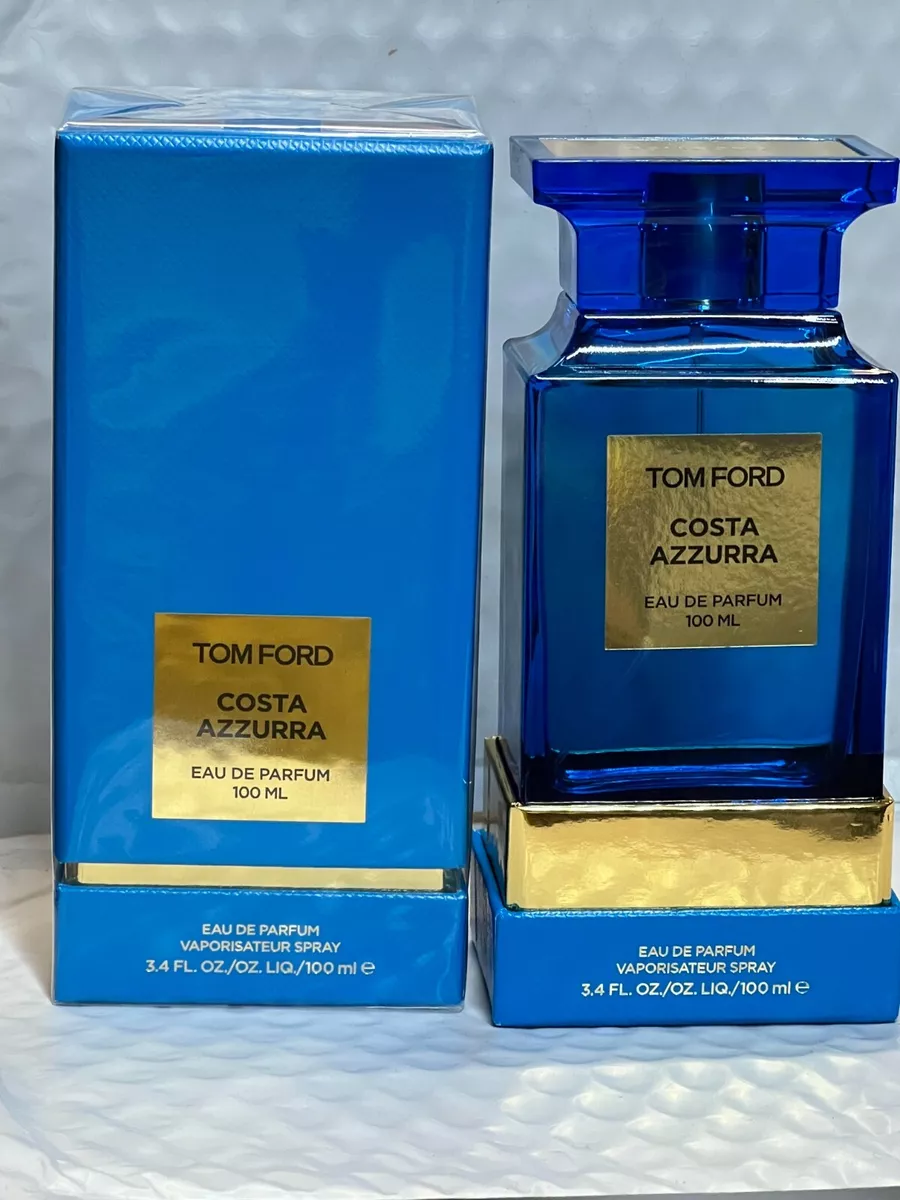 TOM FORD
COSTA
AZZURRA
EAU DE PARFUM
100 ML
EAU DE PARFUM
VAPORISATEUR SPRAY
3.4 FL. OZ./OZ. LIQ./100 ml ℮
TOM FORD
COSTA
AZZURRA
EAU DE PARFUM
100 ML
EAU DE PARFUM
VAPORISATEUR SPRAY
3.4 FL. OZ./OZ. LIQ./100 ml ℮